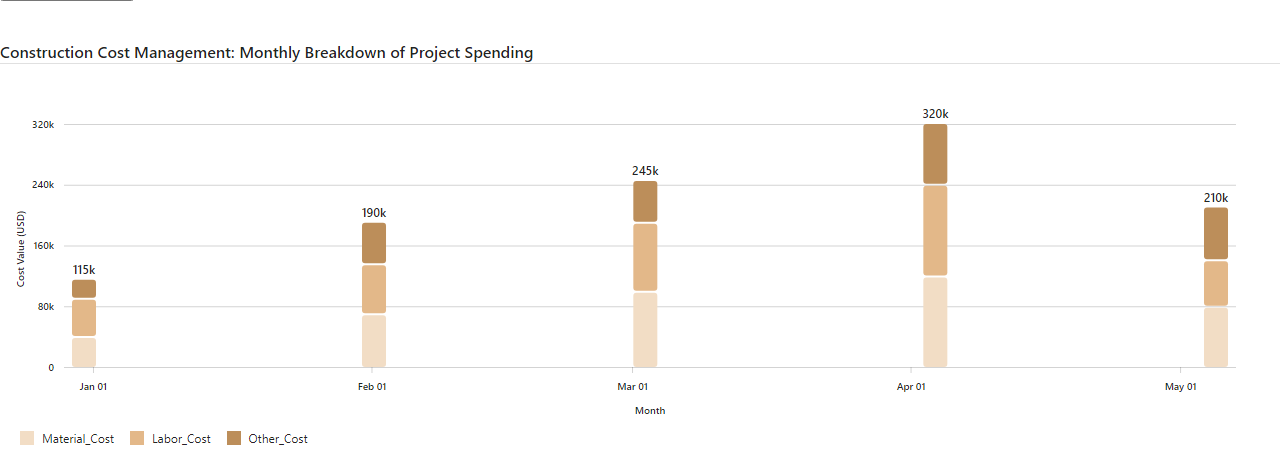 Construction Cost Management: Monthly Breakdown of Project Spending
320k
320k
245k
240k
210k
190k
160k
Cost Value (USD)
115k
80k
0
Jan 01 Feb 01 Mar 01 Apr 01 May 01
Month
Material_Cost Labor_Cost Other_Cost